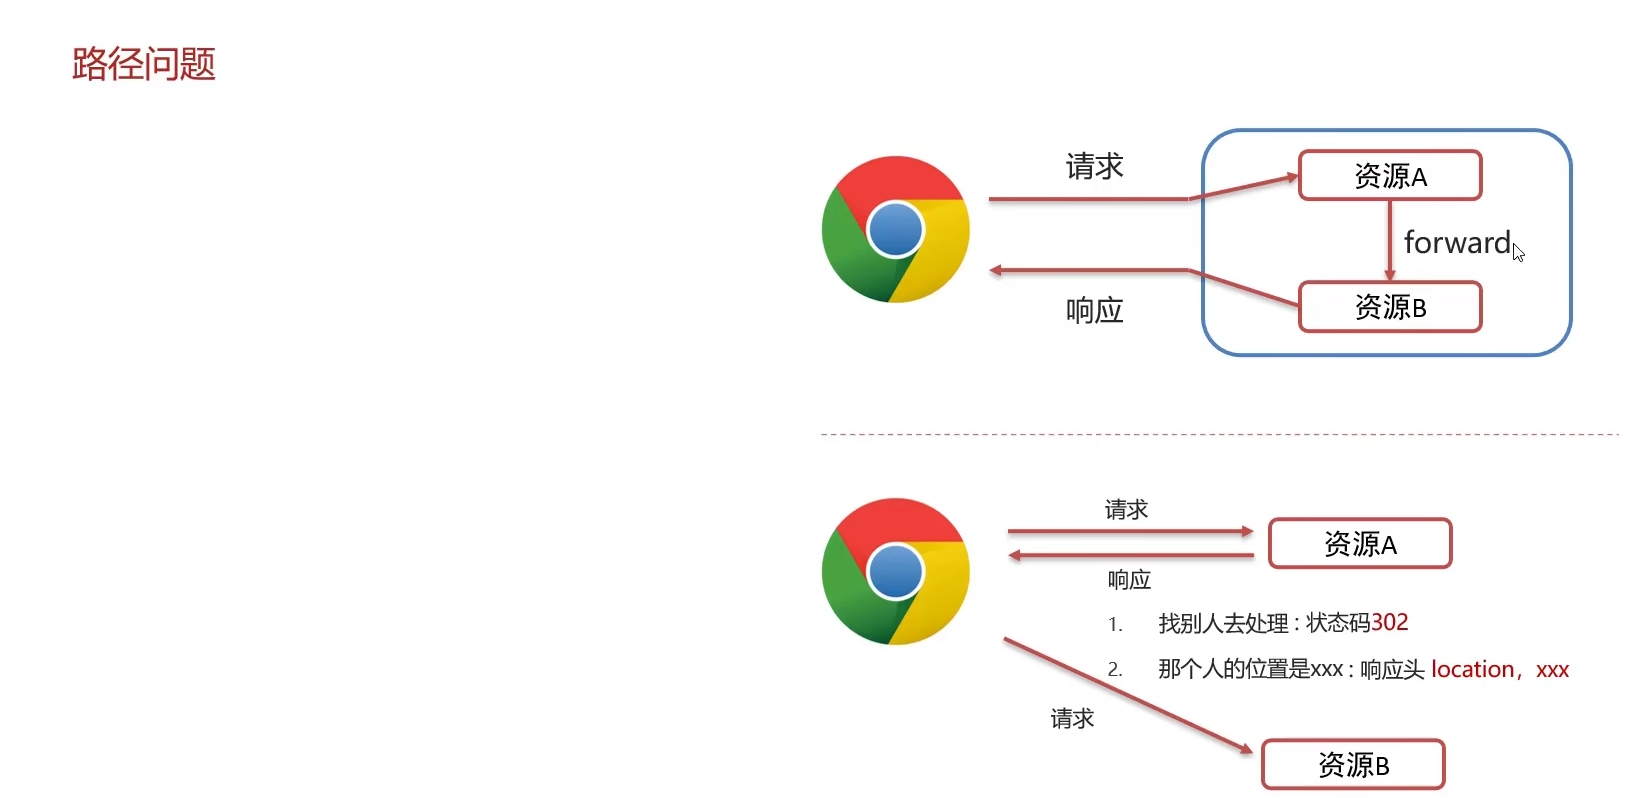 路径问题
请求
资源A
forward
响应
资源B
请求
资源A
响应
1. 找别人去处理：状态码302
2. 那个人的位置是xxx：响应头 location，xxx
请求
资源B